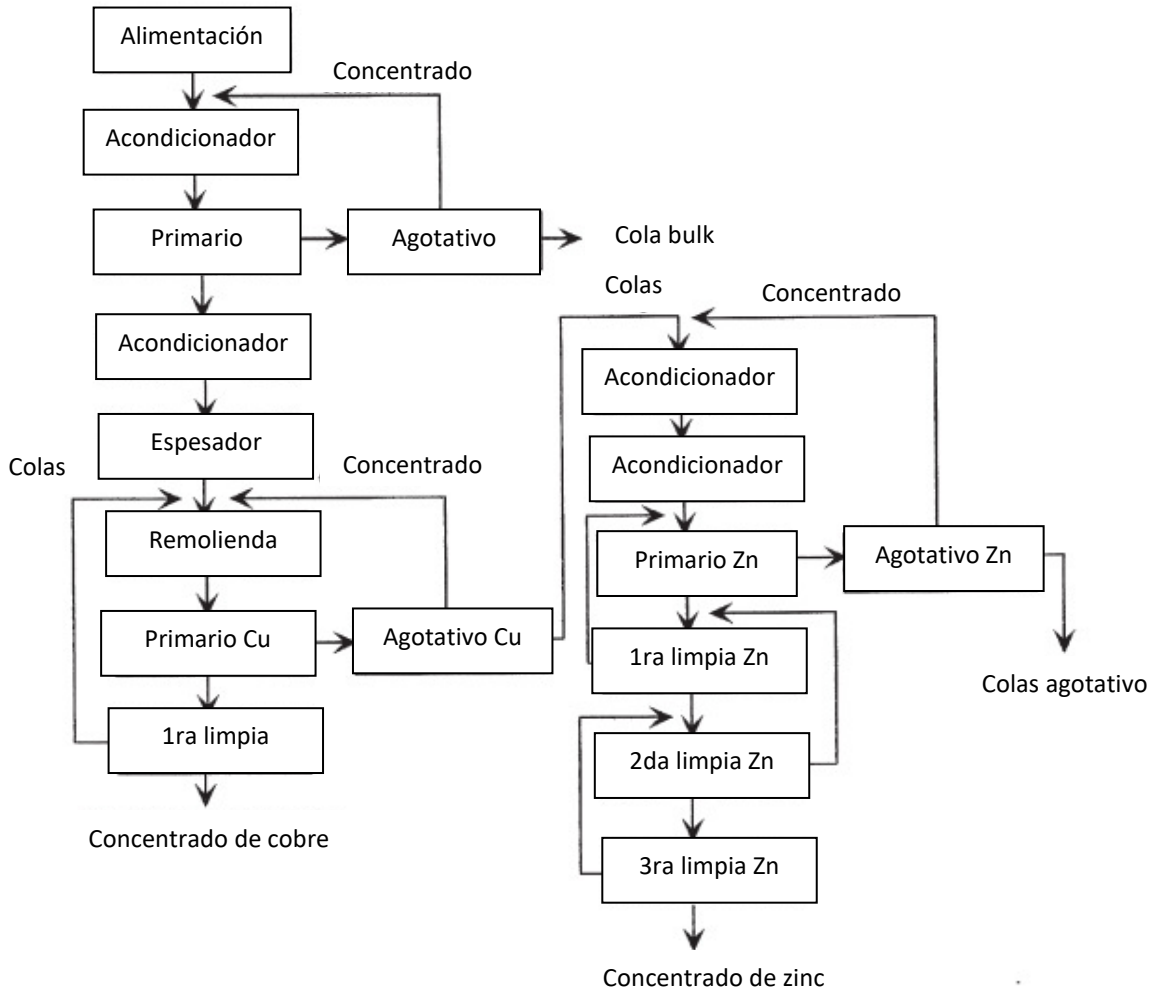 Alimentación
Concentrado
Acondicionador
Primario
Agotativo
Cola bulk
Acondicionador
Espesador
Colas
Concentrado
Remolienda
Primario Cu
Agotativo Cu
1ra limpia
Concentrado de cobre
Colas
Concentrado
Acondicionador
Acondicionador
Primario Zn
Agotativo Zn
1ra limpia Zn
Colas agotativo
2da limpia Zn
3ra limpia Zn
Concentrado de zinc